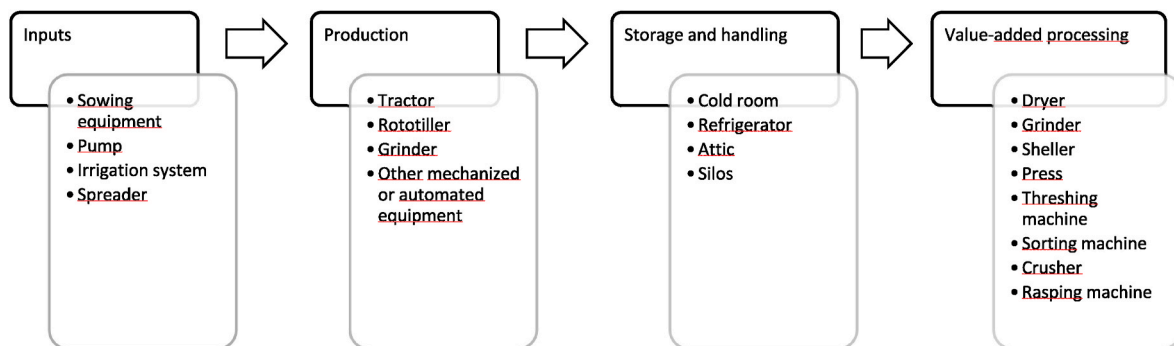 Inputs
• Sowing
equipment
• Pump
• Irrigation system
• Spreader
Production
• Tractor
• Rototiller
• Grinder
• Other mechanized
or automated
equipment
Storage and handling
• Cold room
• Refrigerator
• Attic
• Silos
Value-added processing
• Dryer
• Grinder
• Sheller
• Press
• Threshing
machine
• Sorting machine
• Crusher
• Rasping machine